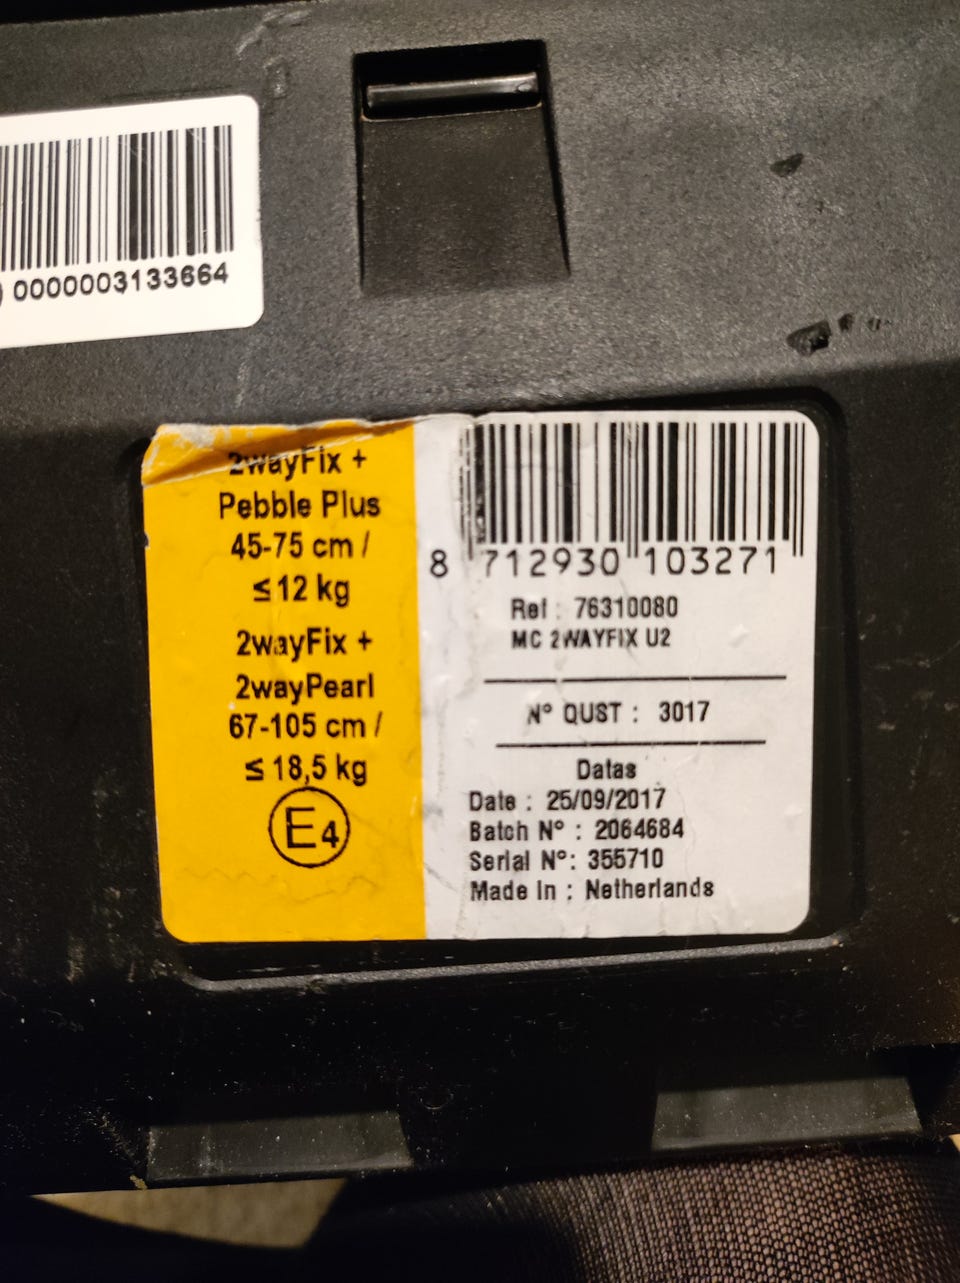 0000003133664
2wayFix +
Pebble Plus
45-75 cm /
≤ 12 kg
2wayFix +
2wayPearl
67-105 cm /
≤ 18,5 kg
E4
8 712930 103271
Ref : 76310080
MC 2WAYFIX U2
N° QUST : 3017
Datas
Date : 25/09/2017
Batch N° : 2064684
Serial N°: 355710
Made In : Netherlands